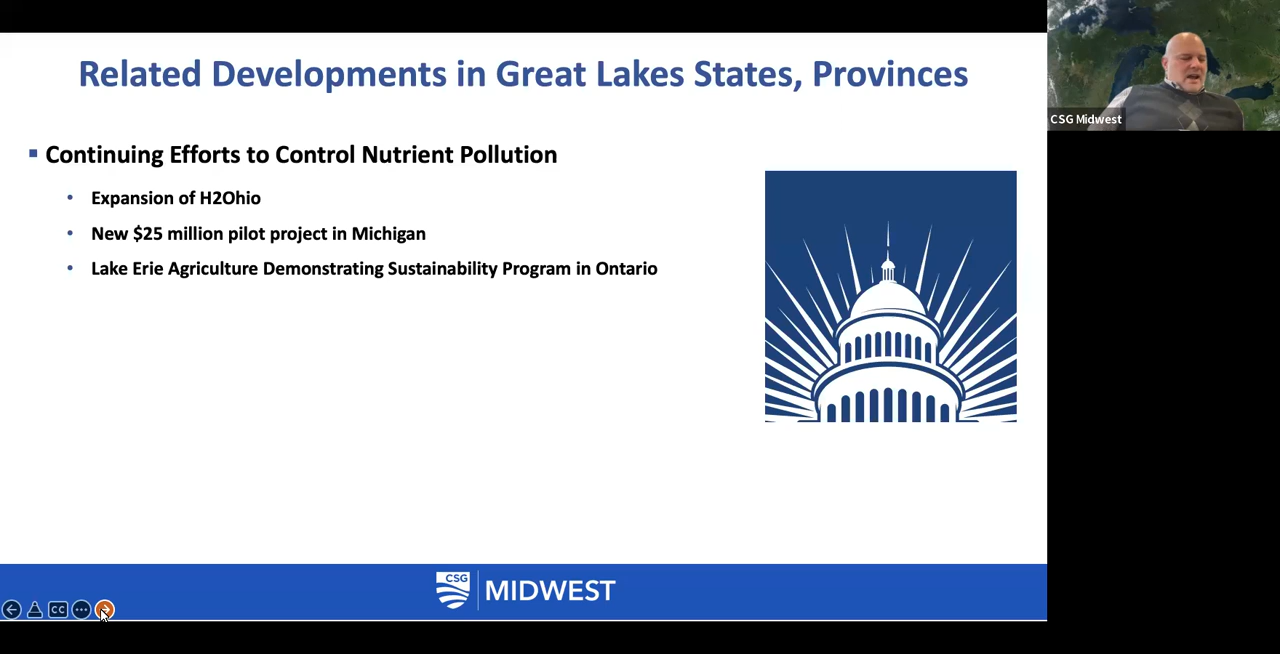 Related Developments in Great Lakes States, Provinces
CSG Midwest
Continuing Efforts to Control Nutrient Pollution
Expansion of H2Ohio
New $25 million pilot project in Michigan
Lake Erie Agriculture Demonstrating Sustainability Program in Ontario
CSG MIDWEST
CC